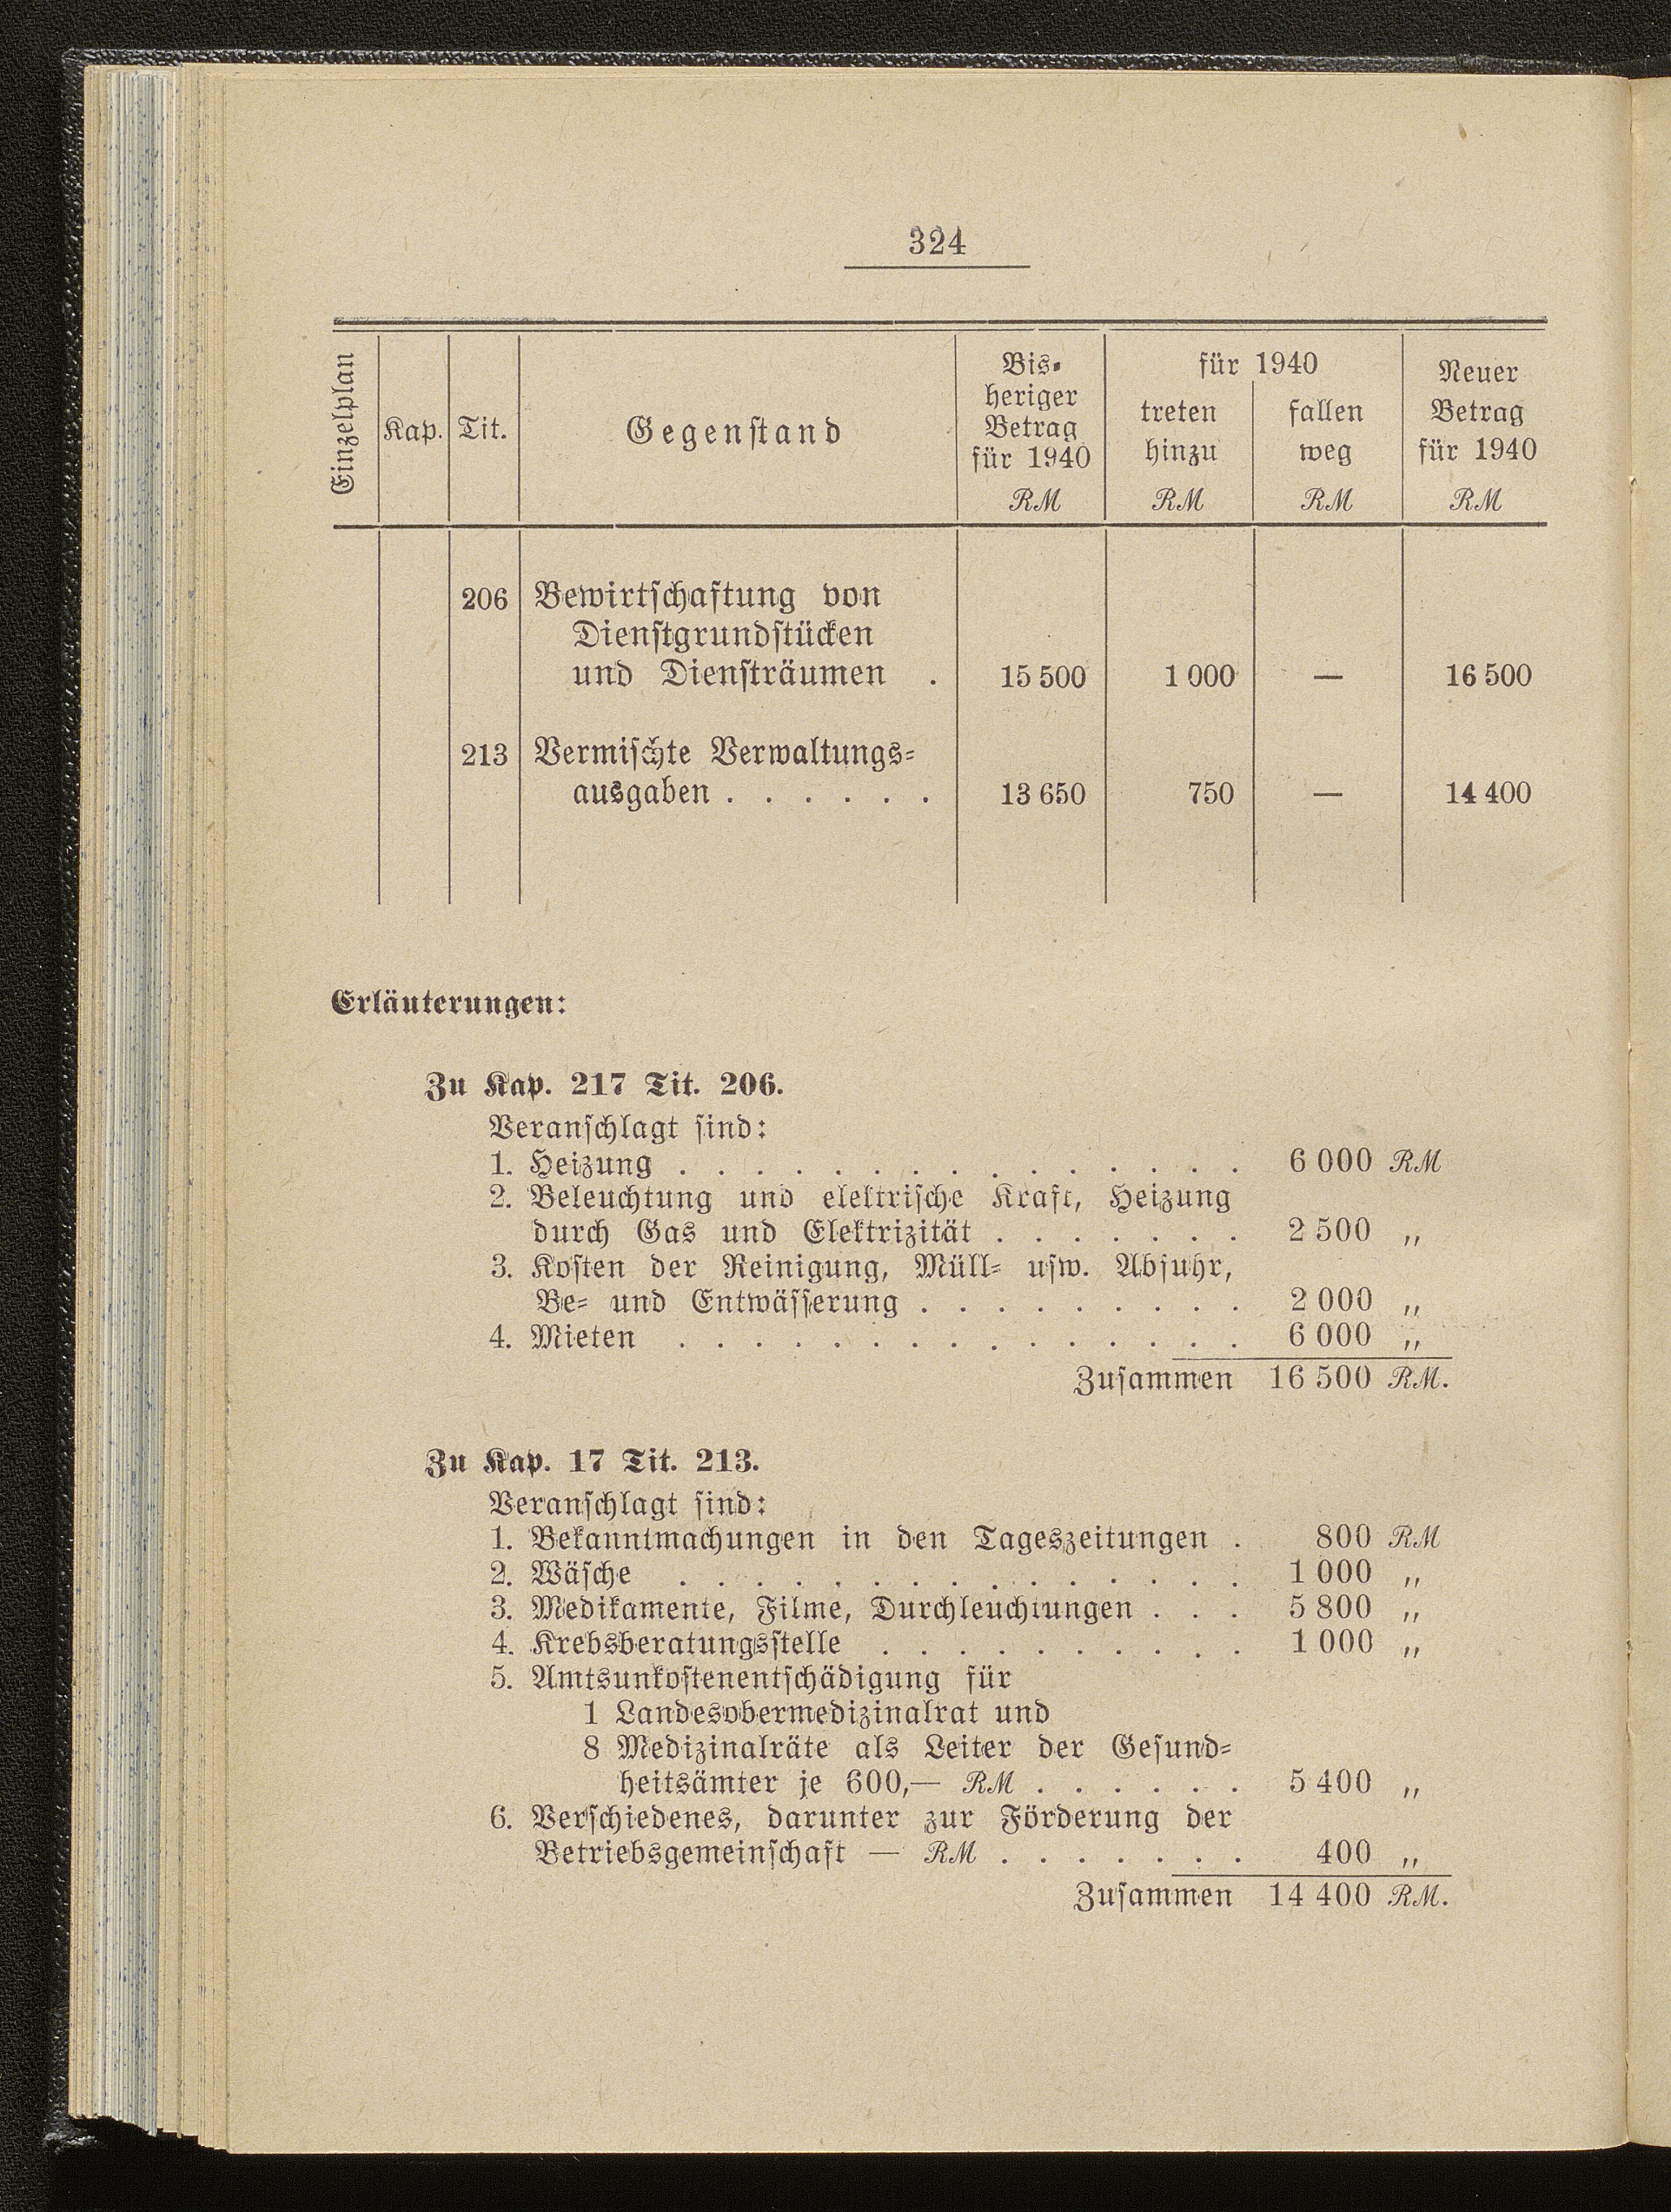 324
Einzelplan Kap. Tit. Gegenstand Bisheriger Betrag für 1940 RM für 1940 treten hinzu RM fallen weg RM Neuer Betrag für 1940 RM
206 Bewirtschaftung von
Dienstgrundstücken
und Diensträumen . 15 500 1 000 — 16 500
213 Vermischte Verwaltungs-
ausgaben . . . . . . 13 650 750 — 14 400
Erläuterungen:
Zu Kap. 217 Tit. 206.
Veranschlagt sind:
1. Heizung . . . . . . . . . . . . . . . 6 000 RM
2. Beleuchtung und elektrische Kraft, Heizung
durch Gas und Elektrizität . . . . . . . 2 500 „
3. Kosten der Reinigung, Müll- usw. Abfuhr,
Be- und Entwässerung . . . . . . . . . 2 000 „
4. Mieten . . . . . . . . . . . . . . . 6 000 „
Zusammen 16 500 RM.
Zu Kap. 17 Tit. 213.
Veranschlagt sind:
1. Bekanntmachungen in den Tageszeitungen . 800 RM
2. Wäsche . . . . . . . . . . . . . . . 1 000 „
3. Medikamente, Filme, Durchleuchtungen . . . 5 800 „
4. Krebsberatungsstelle . . . . . . . . . . 1 000 „
5. Amtsunkostenentschädigung für
1 Landesobermedizinalrat und
8 Medizinalräte als Leiter der Gesund-
heitsämter je 600,— RM . . . . . . 5 400 „
6. Verschiedenes, darunter zur Förderung der
Betriebsgemeinschaft — RM . . . . . . . 400 „
Zusammen 14 400 RM.